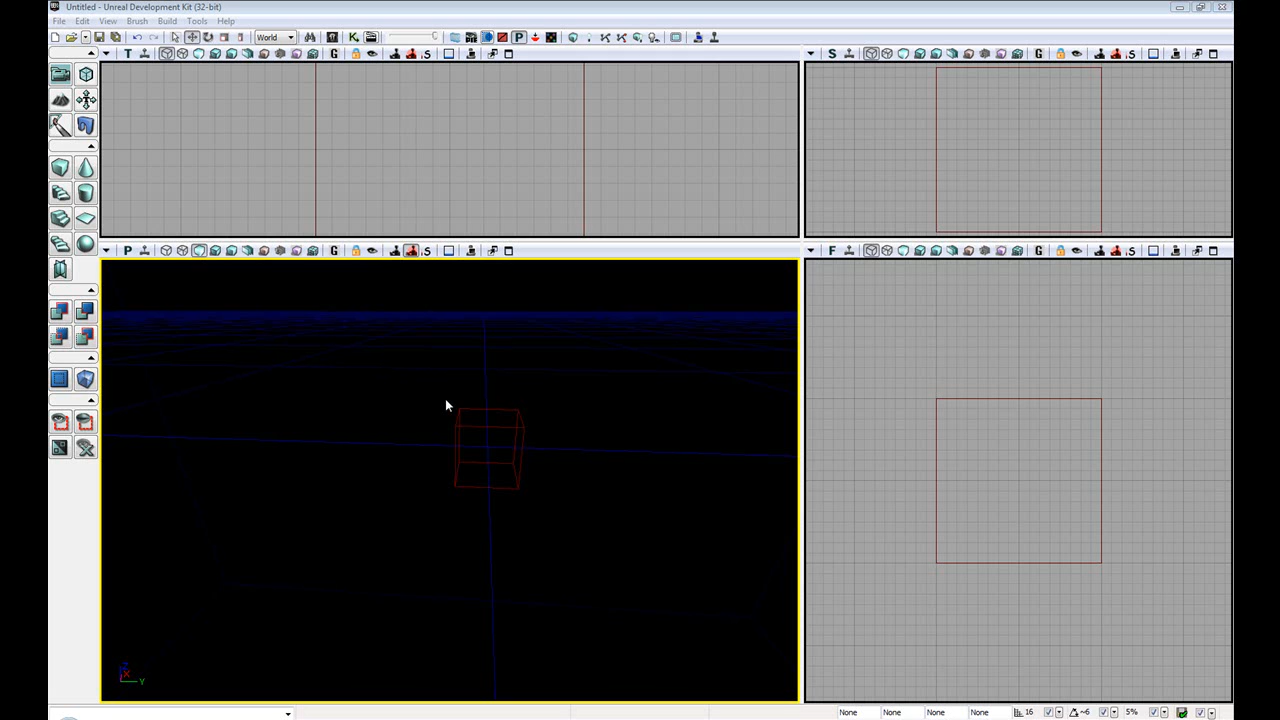 Untitled - Unreal Development Kit (32-bit)
File Edit View Brush Build Tools Help
World P
T G S
S G S
P G S
F G S
Z
X
Y
None None None None 16 ~6 5%